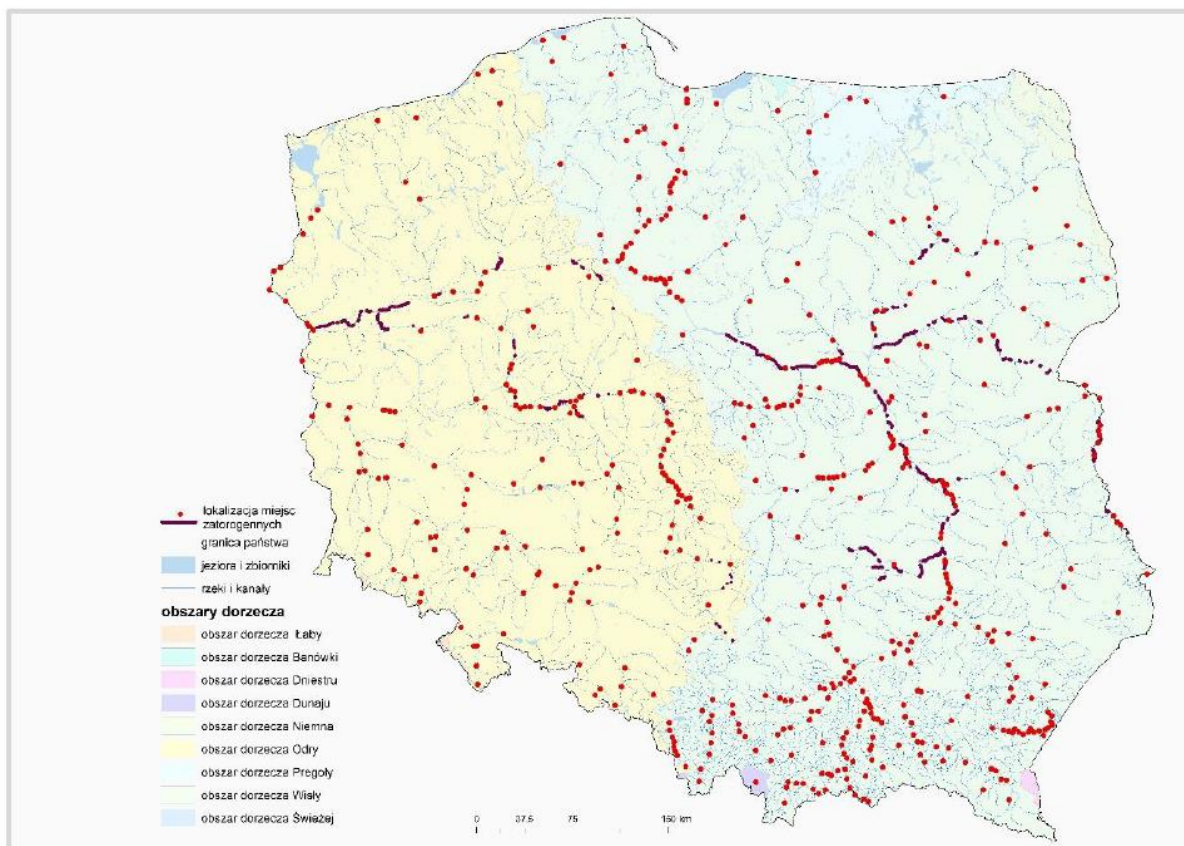 lokalizacja miejsc
zatorogennych
granica państwa
jeziora i zbiorniki
rzeki i kanały
obszary dorzecza
obszar dorzecza Łaby
obszar dorzecza Banówki
obszar dorzecza Dniestru
obszar dorzecza Dunaju
obszar dorzecza Niemna
obszar dorzecza Odry
obszar dorzecza Pregoły
obszar dorzecza Wisły
obszar dorzecza Świeżej
0 37,5 75 150 km